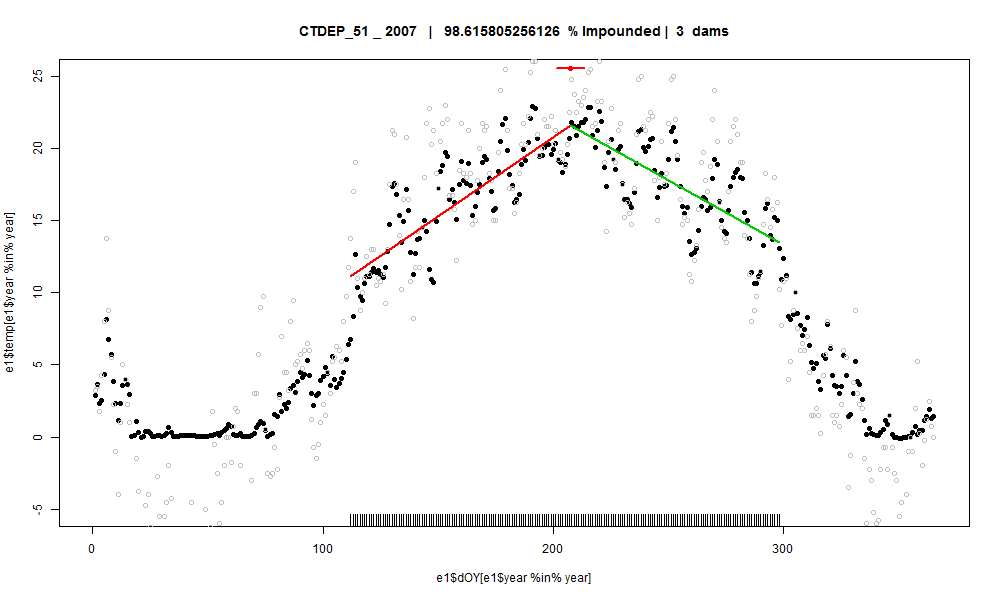 CTDEP_51 _ 2007 | 98.615805256126 % Impounded | 3 dams
e1$temp[e1$year %in% year]
25
20
15
10
5
0
-5
0 100 200 300
e1$dOY[e1$year %in% year]